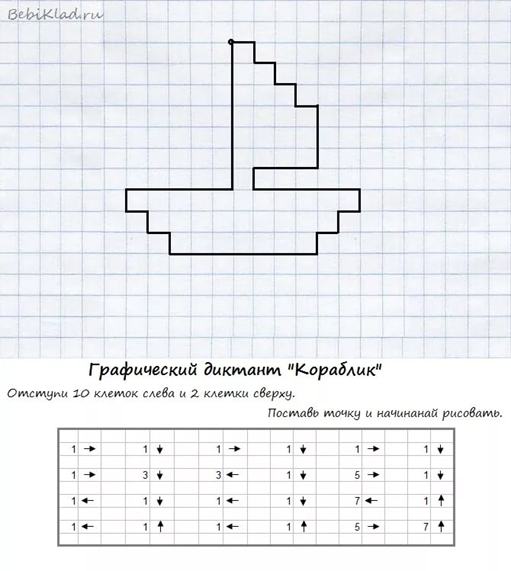 BebiKlad.ru
Графический диктант "Кораблик"
Отступи 10 клеток слева и 2 клетки сверху.
Поставь точку и начинанай рисовать.
1 → 1 ↓ 1 → 1 ↓ 1 → 1 ↓
1 → 3 ↓ 3 ← 1 ↓ 5 → 1 ↓
1 ← 1 ↓ 1 ← 1 ↓ 7 ← 1 ↑
1 ← 1 ↑ 1 ← 1 ↑ 5 → 7 ↑